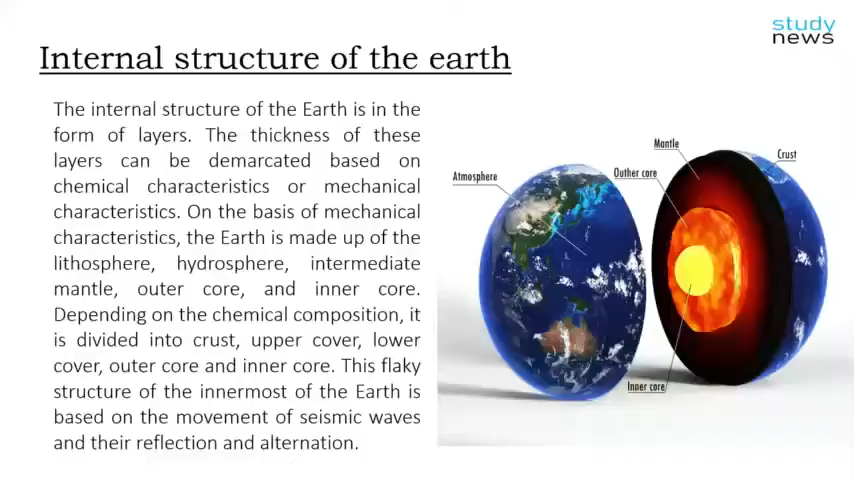 study
news
Internal structure of the earth
The internal structure of the Earth is in the
form of layers. The thickness of these
layers can be demarcated based on
chemical characteristics or mechanical
characteristics. On the basis of mechanical
characteristics, the Earth is made up of the
lithosphere, hydrosphere, intermediate
mantle, outer core, and inner core.
Depending on the chemical composition, it
is divided into crust, upper cover, lower
cover, outer core and inner core. This flaky
structure of the innermost of the Earth is
based on the movement of seismic waves
and their reflection and alternation.
Mantle
Crust
Outher core
Atmosphere
Inner core